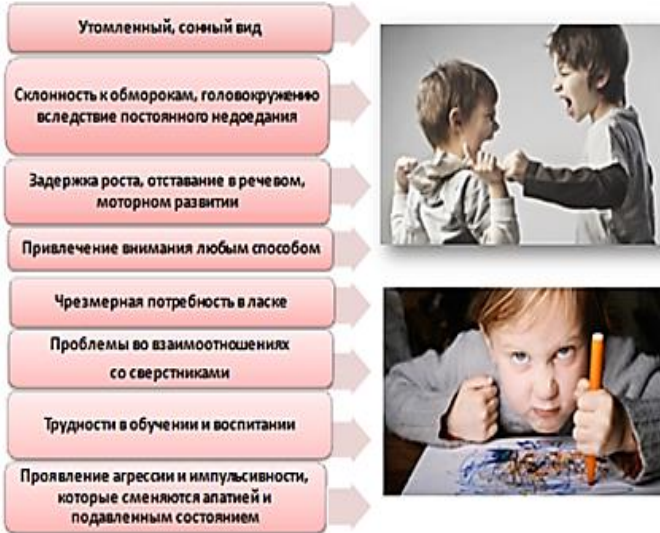 Утомленный, сонный вид
Склонность к обморокам, головокружению
вследствие постоянного недоедания
Задержка роста, отставание в речевом,
моторном развитии
Привлечение внимания любым способом
Чрезмерная потребность в ласке
Проблемы во взаимоотношениях
со сверстниками
Трудности в обучении и воспитании
Проявление агрессии и импульсивности,
которые сменяются апатией и
подавленным состоянием